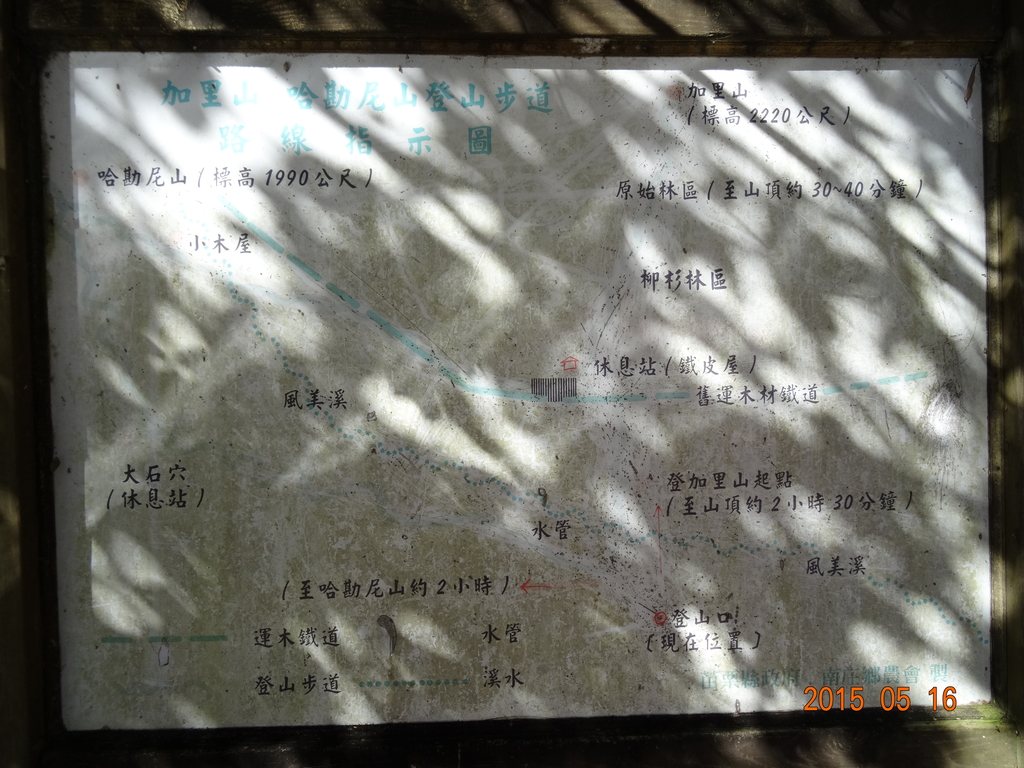 加里山 哈勘尼山登山步道
路線指示圖
加里山
(標高2220公尺)
哈勘尼山(標高1990公尺)
原始林區(至山頂約30~40分鐘)
小木屋
柳杉林區
休息站(鐵皮屋)
舊運木材鐵道
風美溪
大石穴
(休息站)
登加里山起點
(至山頂約2小時30分鐘)
水管
風美溪
(至哈勘尼山約2小時)
登山口
(現在位置)
運木鐵道
水管
登山步道
溪水
苗栗縣政府 南庄鄉農會 製
2015 05 16